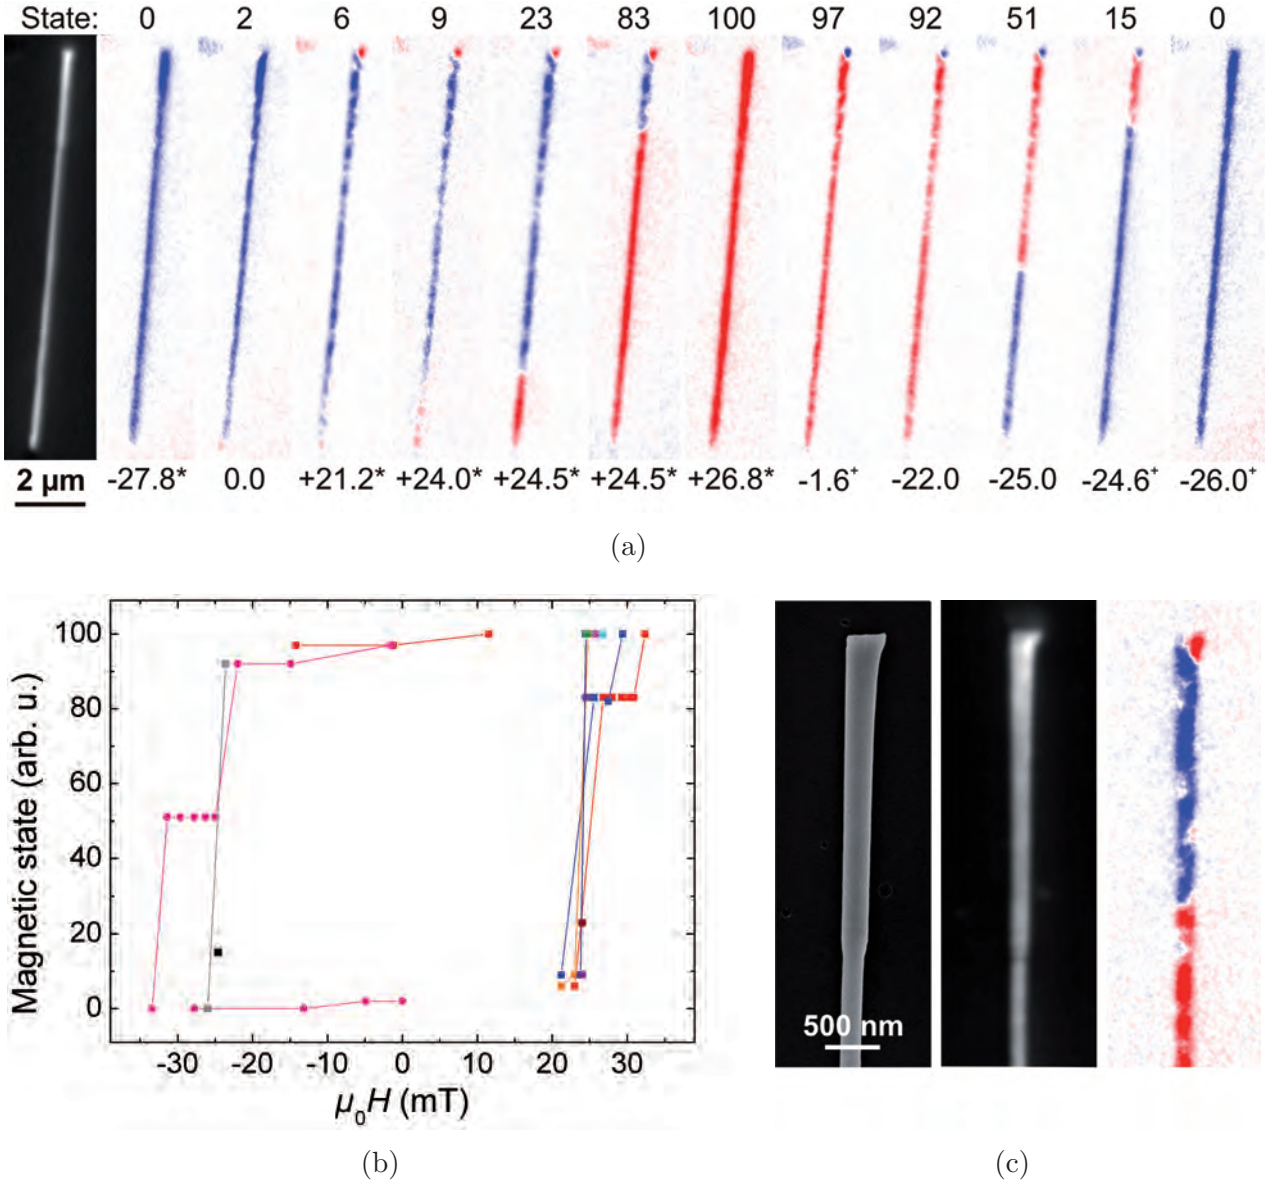 State: 0 2 6 9 23 83 100 97 92 51 15 0
2 µm -27.8* 0.0 +21.2* +24.0* +24.5* +24.5* +26.8* -1.6⁺ -22.0 -25.0 -24.6⁺ -26.0⁺
(a)
Magnetic state (arb. u.)
100
80
60
40
20
0
-30 -20 -10 0 10 20 30
µ₀H (mT)
(b)
500 nm
(c)